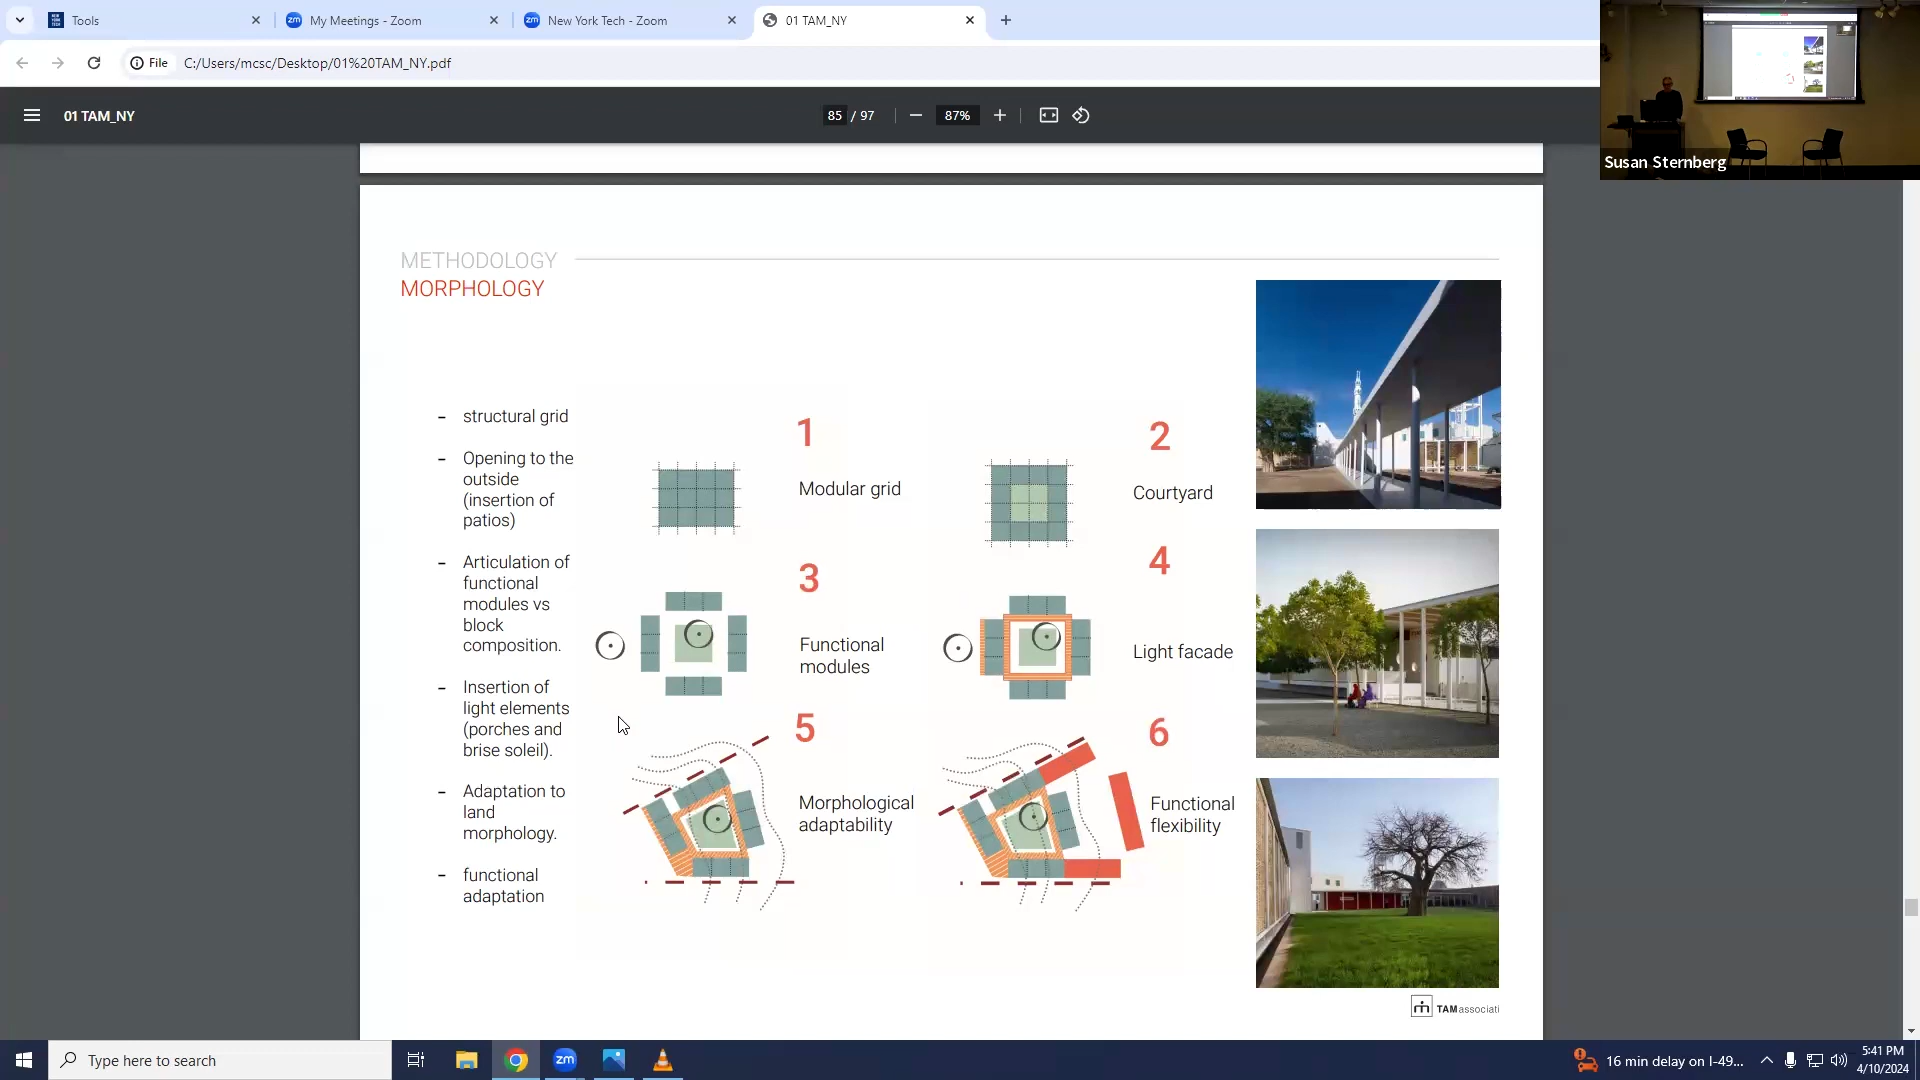 Tools
zm
My Meetings - Zoom
zm
New York Tech - Zoom
01 TAM_NY
File
C:/Users/mcsc/Desktop/01%20TAM_NY.pdf
01 TAM_NY
85 / 97
87%
Susan Sternberg
METHODOLOGY
MORPHOLOGY
- structural grid
- Opening to the
outside
(insertion of
patios)
- Articulation of
functional
modules vs
block
composition.
- Insertion of
light elements
(porches and
brise soleil).
- Adaptation to
land
morphology.
- functional
adaptation
1
Modular grid
2
Courtyard
3
Functional
modules
4
Light facade
5
Morphological
adaptability
6
Functional
flexibility
TAMassociati
Type here to search
zm
16 min delay on I-49...
5:41 PM
4/10/2024